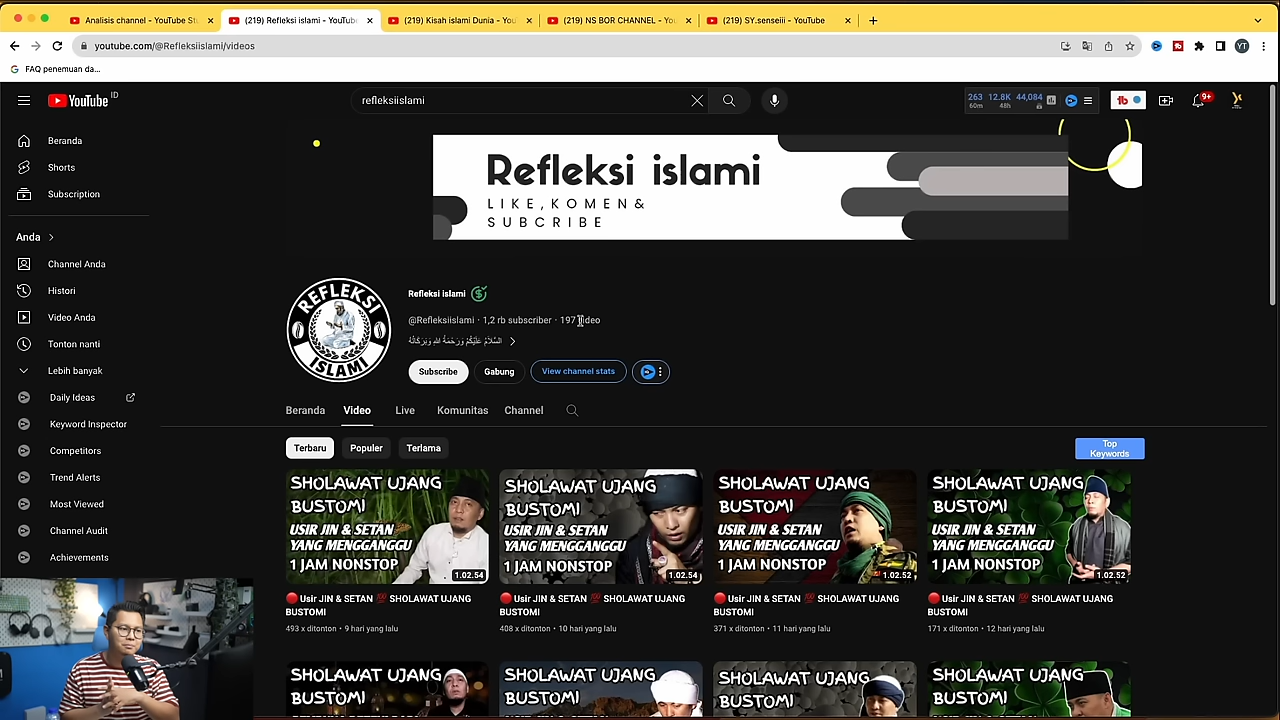 Analisis channel - YouTube St
(219) Refleksi islami - YouTub
(219) Kisah islami Dunia - You
(219) NS BOR CHANNEL - Yo
(219) SY.senseiii - YouTube
youtube.com/@Refleksiislami/videos
FAQ penemuan da...
YouTube ID
refleksiislami
263 12.8K 44,084
60m 48h
9+
Beranda
Shorts
Subscription
Anda
Channel Anda
Histori
Video Anda
Tonton nanti
Lebih banyak
Daily Ideas
Keyword Inspector
Competitors
Trend Alerts
Most Viewed
Channel Audit
Achievements
Refleksi islami
LIKE,KOMEN&
SUBCRIBE
REFLEKSI
ISLAMI
Refleksi islami
@Refleksiislami · 1,2 rb subscriber · 197 video
السَّلَامُ عَلَيْكُمْ وَرَحْمَةُ اللهِ وَبَرَكَاتُهُ
Subscribe
Gabung
View channel stats
Beranda
Video
Live
Komunitas
Channel
Terbaru
Populer
Terlama
Top
Keywords
SHOLAWAT UJANG
BUSTOMI
USIR JIN & SETAN
YANG MENGGANGGU
1 JAM NONSTOP
1.02.54
🔴Usir JIN & SETAN 💯 SHOLAWAT UJANG
BUSTOMI
493 x ditonton · 9 hari yang lalu
SHOLAWAT UJANG
BUSTOMI
USIR JIN & SETAN
YANG MENGGANGGU
1 JAM NONSTOP
1.02.54
🔴Usir JIN & SETAN 💯 SHOLAWAT UJANG
BUSTOMI
408 x ditonton · 10 hari yang lalu
SHOLAWAT UJANG
BUSTOMI
USIR JIN & SETAN
YANG MENGGANGGU
1 JAM NONSTOP
1.02.52
🔴Usir JIN & SETAN 💯 SHOLAWAT UJANG
BUSTOMI
371 x ditonton · 11 hari yang lalu
SHOLAWAT UJANG
BUSTOMI
USIR JIN & SETAN
YANG MENGGANGGU
1 JAM NONSTOP
1.02.52
🔴Usir JIN & SETAN 💯 SHOLAWAT UJANG
BUSTOMI
171 x ditonton · 12 hari yang lalu
SHOLAWAT UJANG
BUSTOMI
SHOLAWAT UJANG
BUSTOMI
SHOLAWAT UJANG
BUSTOMI
SHOLAWAT UJANG
BUSTOMI